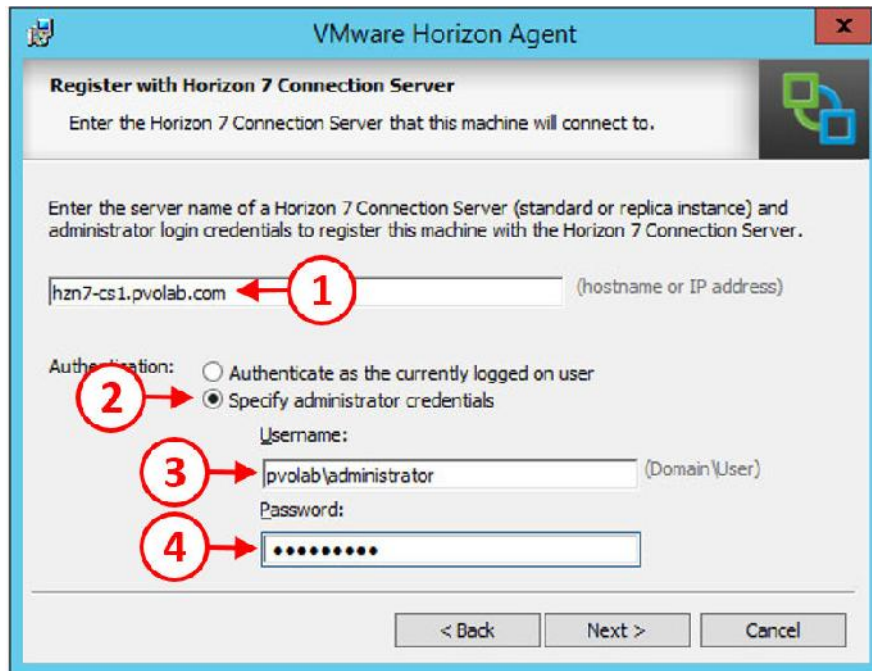 VMware Horizon Agent
x
Register with Horizon 7 Connection Server
Enter the Horizon 7 Connection Server that this machine will connect to.
Enter the server name of a Horizon 7 Connection Server (standard or replica instance) and
administrator login credentials to register this machine with the Horizon 7 Connection Server.
hzn7-cs1.pvolab.com 1 (hostname or IP address)
Authentication: Authenticate as the currently logged on user
2 Specify administrator credentials
Username:
3 pvolab\administrator (Domain\User)
Password:
4 •••••••••
< Back Next > Cancel